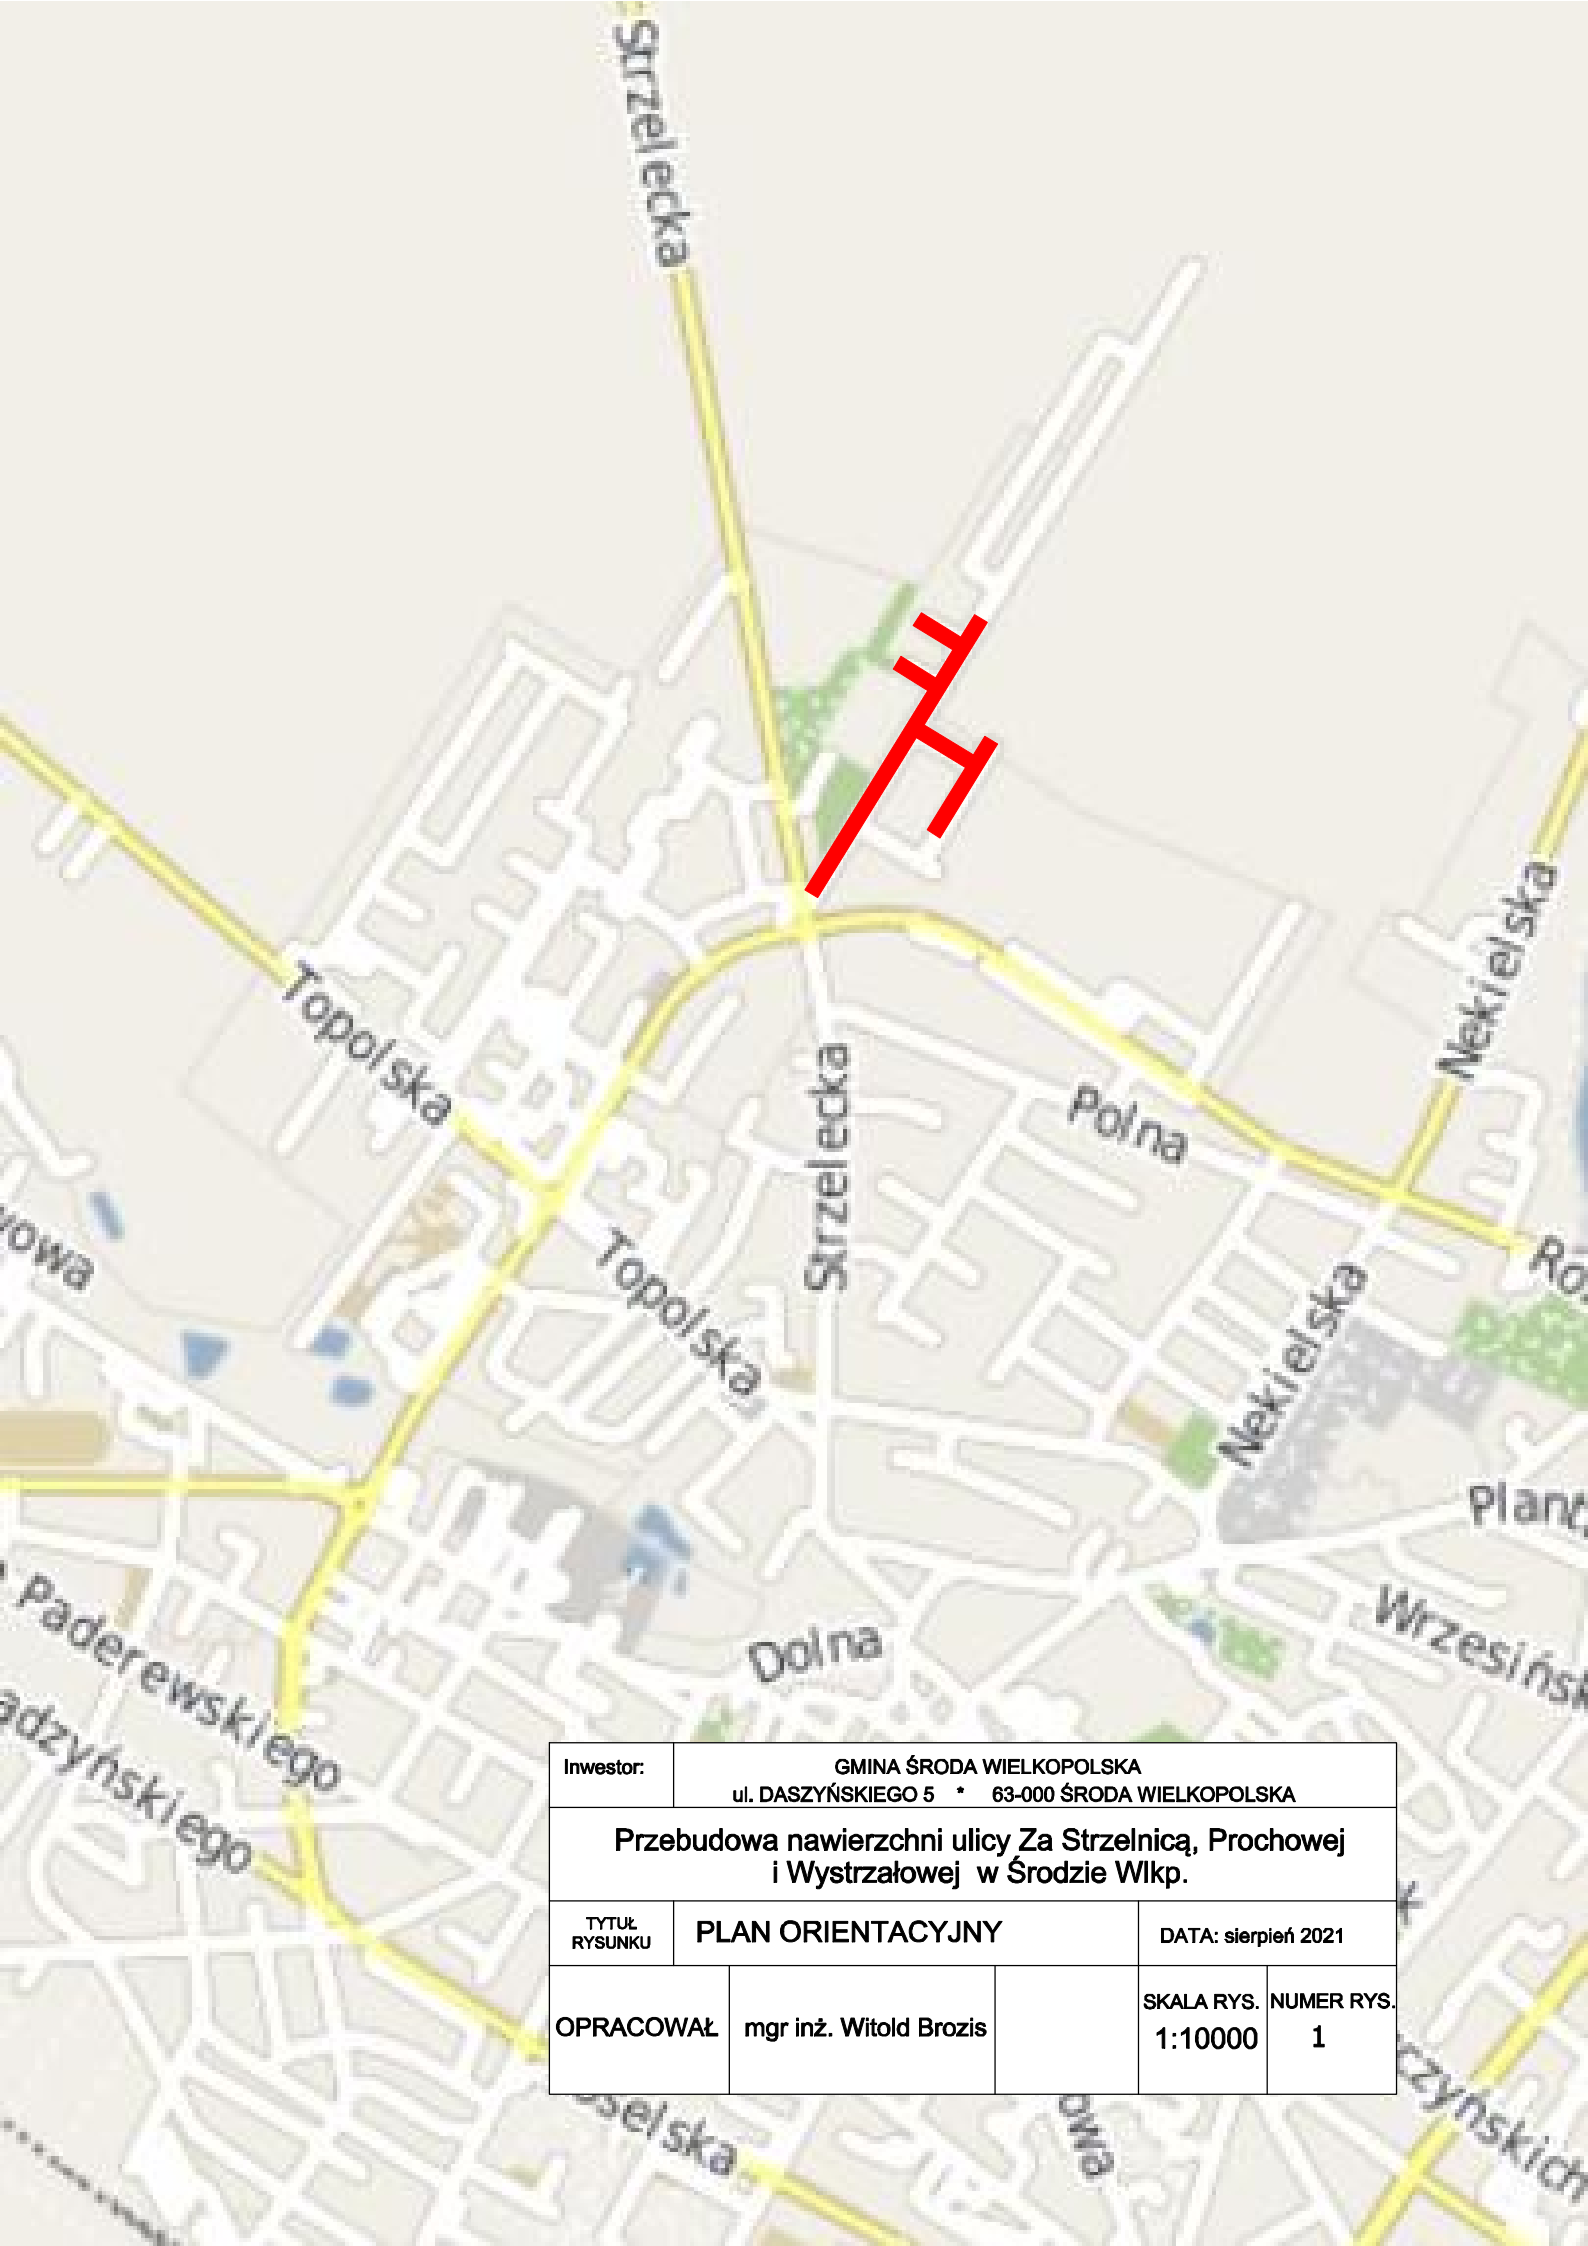 Strzelecka
Topolska
Nekielska
Polna
Strzelecka
Topolska
Nekielska
Paderewskiego
Dolna
Inwestor:
GMINA ŚRODA WIELKOPOLSKA
ul. DASZYŃSKIEGO 5 * 63-000 ŚRODA WIELKOPOLSKA
Przebudowa nawierzchni ulicy Za Strzelnicą, Prochowej
i Wystrzałowej w Środzie Wlkp.
TYTUŁ
RYSUNKU
PLAN ORIENTACYJNY
DATA: sierpień 2021
OPRACOWAŁ
mgr inż. Witold Brozis
SKALA RYS.
1:10000
NUMER RYS.
1